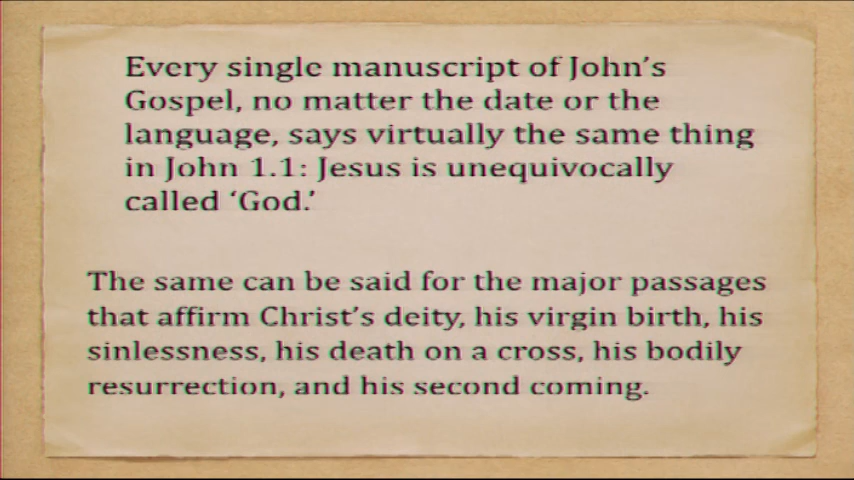 Every single manuscript of John's
Gospel, no matter the date or the
language, says virtually the same thing
in John 1.1: Jesus is unequivocally
called ‘God.’
The same can be said for the major passages
that affirm Christ’s deity, his virgin birth, his
sinlessness, his death on a cross, his bodily
resurrection, and his second coming.